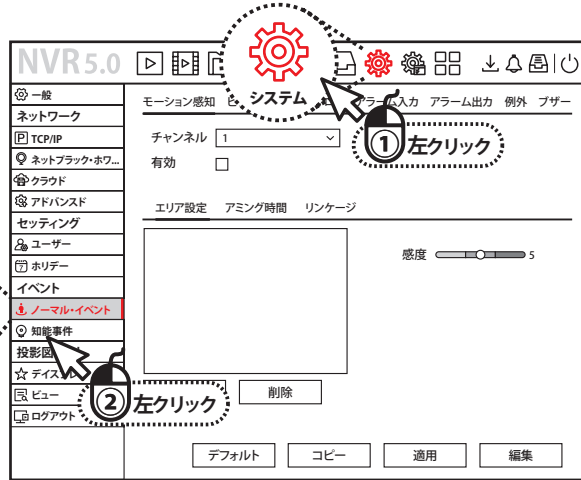 NVR 5.0
システム
一般
ネットワーク
TCP/IP
ネットブラック・ホワ...
クラウド
アドバンスド
セッティング
ユーザー
7 ホリデー
イベント
ノーマル・イベント
知能事件
投影図
ディス
ビュー
ログアウト
モーション感知
アラーム入力 アラーム出力 例外 ブザー
チャンネル 1
① 左クリック
有効
エリア設定 アミング時間 リンケージ
感度 5
② 左クリック
削除
デフォルト コピー 適用 編集